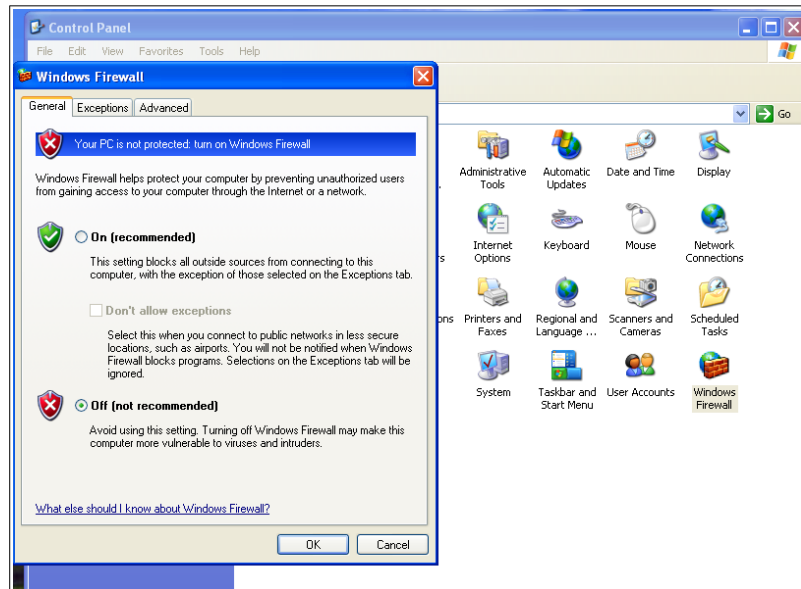 Control Panel
File Edit View Favorites Tools Help
Windows Firewall
General Exceptions Advanced
Go
Your PC is not protected: turn on Windows Firewall
Windows Firewall helps protect your computer by preventing unauthorized users
from gaining access to your computer through the Internet or a network.
On (recommended)
This setting blocks all outside sources from connecting to this
computer, with the exception of those selected on the Exceptions tab.
Don't allow exceptions
Select this when you connect to public networks in less secure
locations, such as airports. You will not be notified when Windows
Firewall blocks programs. Selections on the Exceptions tab will be
ignored.
Off (not recommended)
Avoid using this setting. Turning off Windows Firewall may make this
computer more vulnerable to viruses and intruders.
What else should I know about Windows Firewall?
OK Cancel
Administrative Automatic Date and Time Display
Tools Updates
Internet Keyboard Mouse Network
Options Connections
Printers and Regional and Scanners and Scheduled
Faxes Language ... Cameras Tasks
System Taskbar and User Accounts Windows
Start Menu Firewall